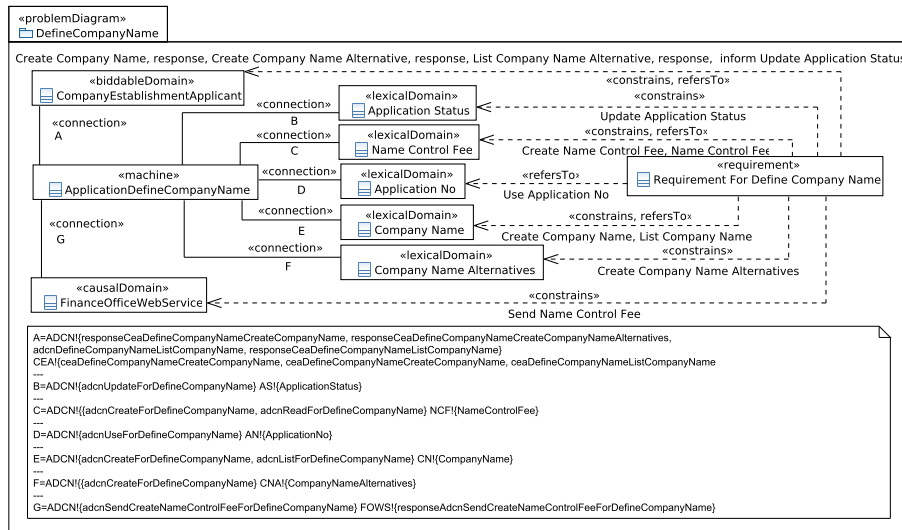 «problemDiagram»
DefineCompanyName
Create Company Name, response, Create Company Name Alternative, response, List Company Name Alternative, response, inform Update Application Status
«biddableDomain»
CompanyEstablishmentApplicant
«constrains, refersTo»
«connection»
A
«connection»
B
«lexicalDomain»
Application Status
«constrains»
Update Application Status
«connection»
C
«lexicalDomain»
Name Control Fee
«constrains, refersTo»
Create Name Control Fee, Name Control Fee
«machine»
ApplicationDefineCompanyName
«connection»
D
«lexicalDomain»
Application No
«refersTo»
Use Application No
«requirement»
Requirement For Define Company Name
«connection»
E
«lexicalDomain»
Company Name
«constrains, refersTo»
Create Company Name, List Company Name
«connection»
G
«connection»
F
«lexicalDomain»
Company Name Alternatives
«constrains»
Create Company Name Alternatives
«causalDomain»
FinanceOfficeWebService
«constrains»
Send Name Control Fee
A=ADCN!{responseCeaDefineCompanyNameCreateCompanyName, responseCeaDefineCompanyNameCreateCompanyNameAlternatives,
adcnDefineCompanyNameListCompanyName, responseCeaDefineCompanyNameListCompanyName}
CEA!{ceaDefineCompanyNameCreateCompanyName, ceaDefineCompanyNameCreateCompanyName, ceaDefineCompanyNameListCompanyName
---
B=ADCN!{adcnUpdateForDefineCompanyName} AS!{ApplicationStatus}
---
C=ADCN!{{adcnCreateForDefineCompanyName, adcnReadForDefineCompanyName} NCF!{NameControlFee}
---
D=ADCN!{adcnUseForDefineCompanyName} AN!{ApplicationNo}
---
E=ADCN!{adcnCreateForDefineCompanyName, adcnListForDefineCompanyName} CN!{CompanyName}
---
F=ADCN!{{adcnCreateForDefineCompanyName} CNA!{CompanyNameAlternatives}
---
G=ADCN!{adcnSendCreateNameControlFeeForDefineCompanyName} FOWS!{responseAdcnSendCreateNameControlFeeForDefineCompanyName}